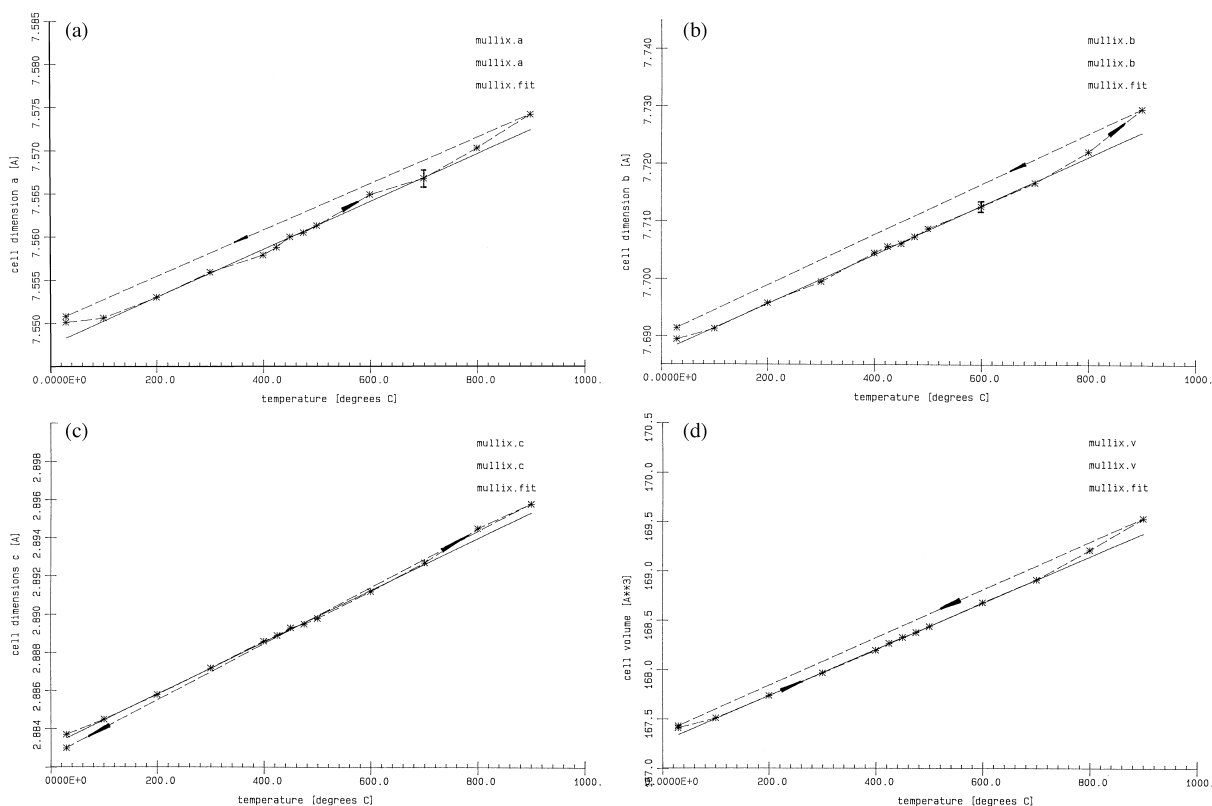 (a)
mullix.a
mullix.a
mullix.fit
7.585
7.580
7.575
7.570
7.565
7.560
7.555
7.550
cell dimension a [A]
0.0000E+0 200.0 400.0 600.0 800.0 1000.
temperature [degrees C]
(b)
mullix.b
mullix.b
mullix.fit
7.740
7.730
7.720
7.710
7.700
7.690
cell dimension b [A]
0.0000E+0 200.0 400.0 600.0 800.0 1000.
temperature [degrees C]
(c)
mullix.c
mullix.c
mullix.fit
2.898
2.896
2.894
2.892
2.890
2.888
2.886
2.884
cell dimensions c [A]
0000E+0 200.0 400.0 600.0 800.0 1000.
temperature [degrees C]
(d)
mullix.v
mullix.v
mullix.fit
170.5
170.0
169.5
169.0
168.5
168.0
167.5
cell volume [A**3]
.0000E+0 200.0 400.0 600.0 800.0 1000.
temperature [degrees C]